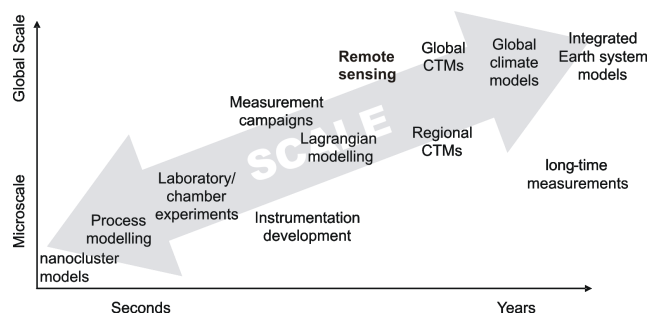 Global Scale
Microscale
Remote
sensing
Global
CTMs
Global
climate
models
Integrated
Earth system
models
Measurement
campaigns
SCALE
Lagrangian
modelling
Regional
CTMs
Laboratory/
chamber
experiments
long-time
measurements
Process
modelling
Instrumentation
development
nanocluster
models
Seconds
Years